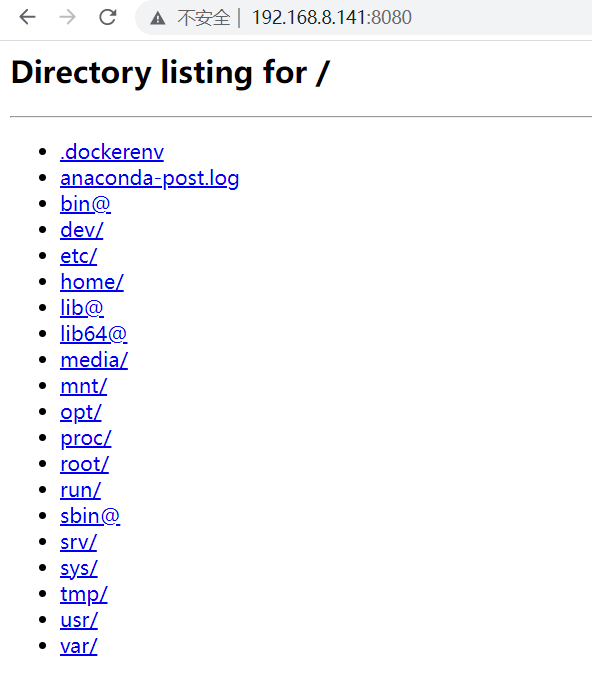 不安全 | 192.168.8.141:8080
Directory listing for /
.dockerenv
anaconda-post.log
bin@
dev/
etc/
home/
lib@
lib64@
media/
mnt/
opt/
proc/
root/
run/
sbin@
srv/
sys/
tmp/
usr/
var/